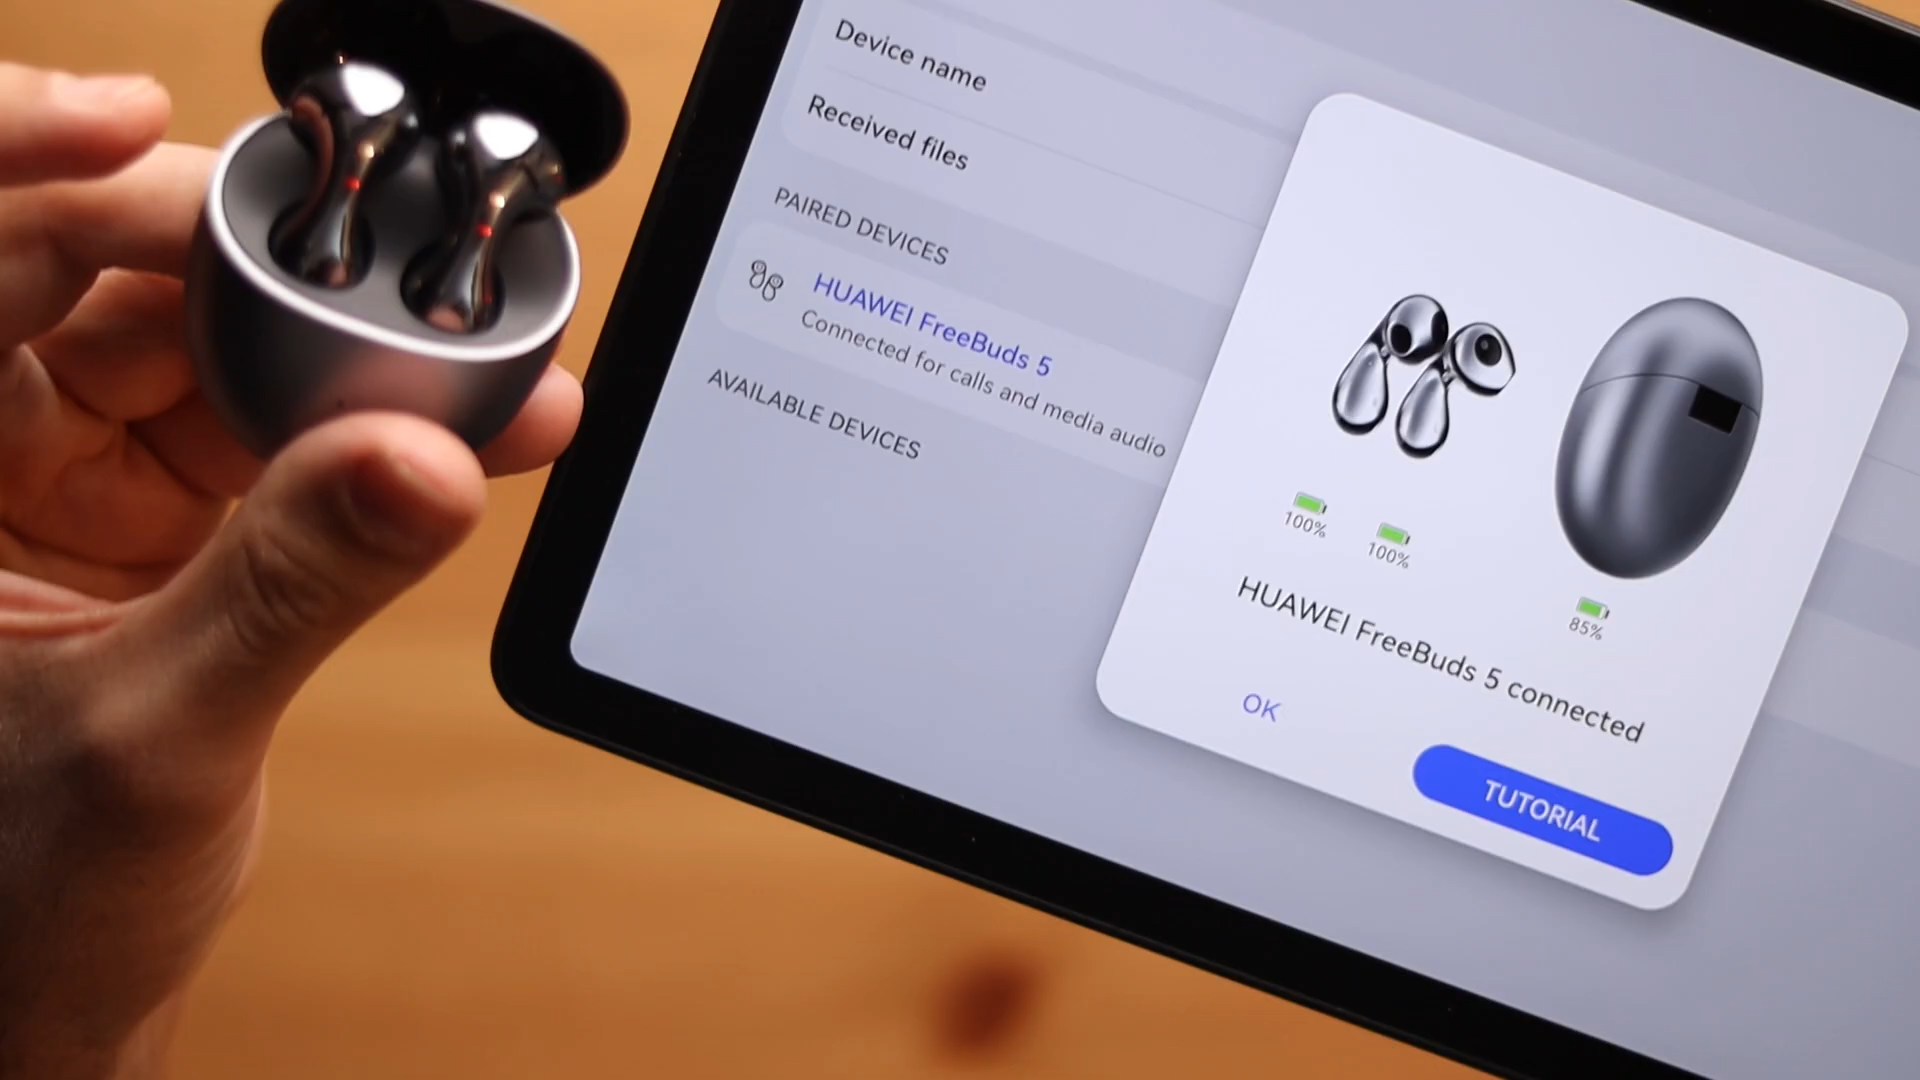 Device name
Received files
PAIRED DEVICES
HUAWEI FreeBuds 5
Connected for calls and media audio
AVAILABLE DEVICES
100%
100%
85%
HUAWEI FreeBuds 5 connected
OK
TUTORIAL